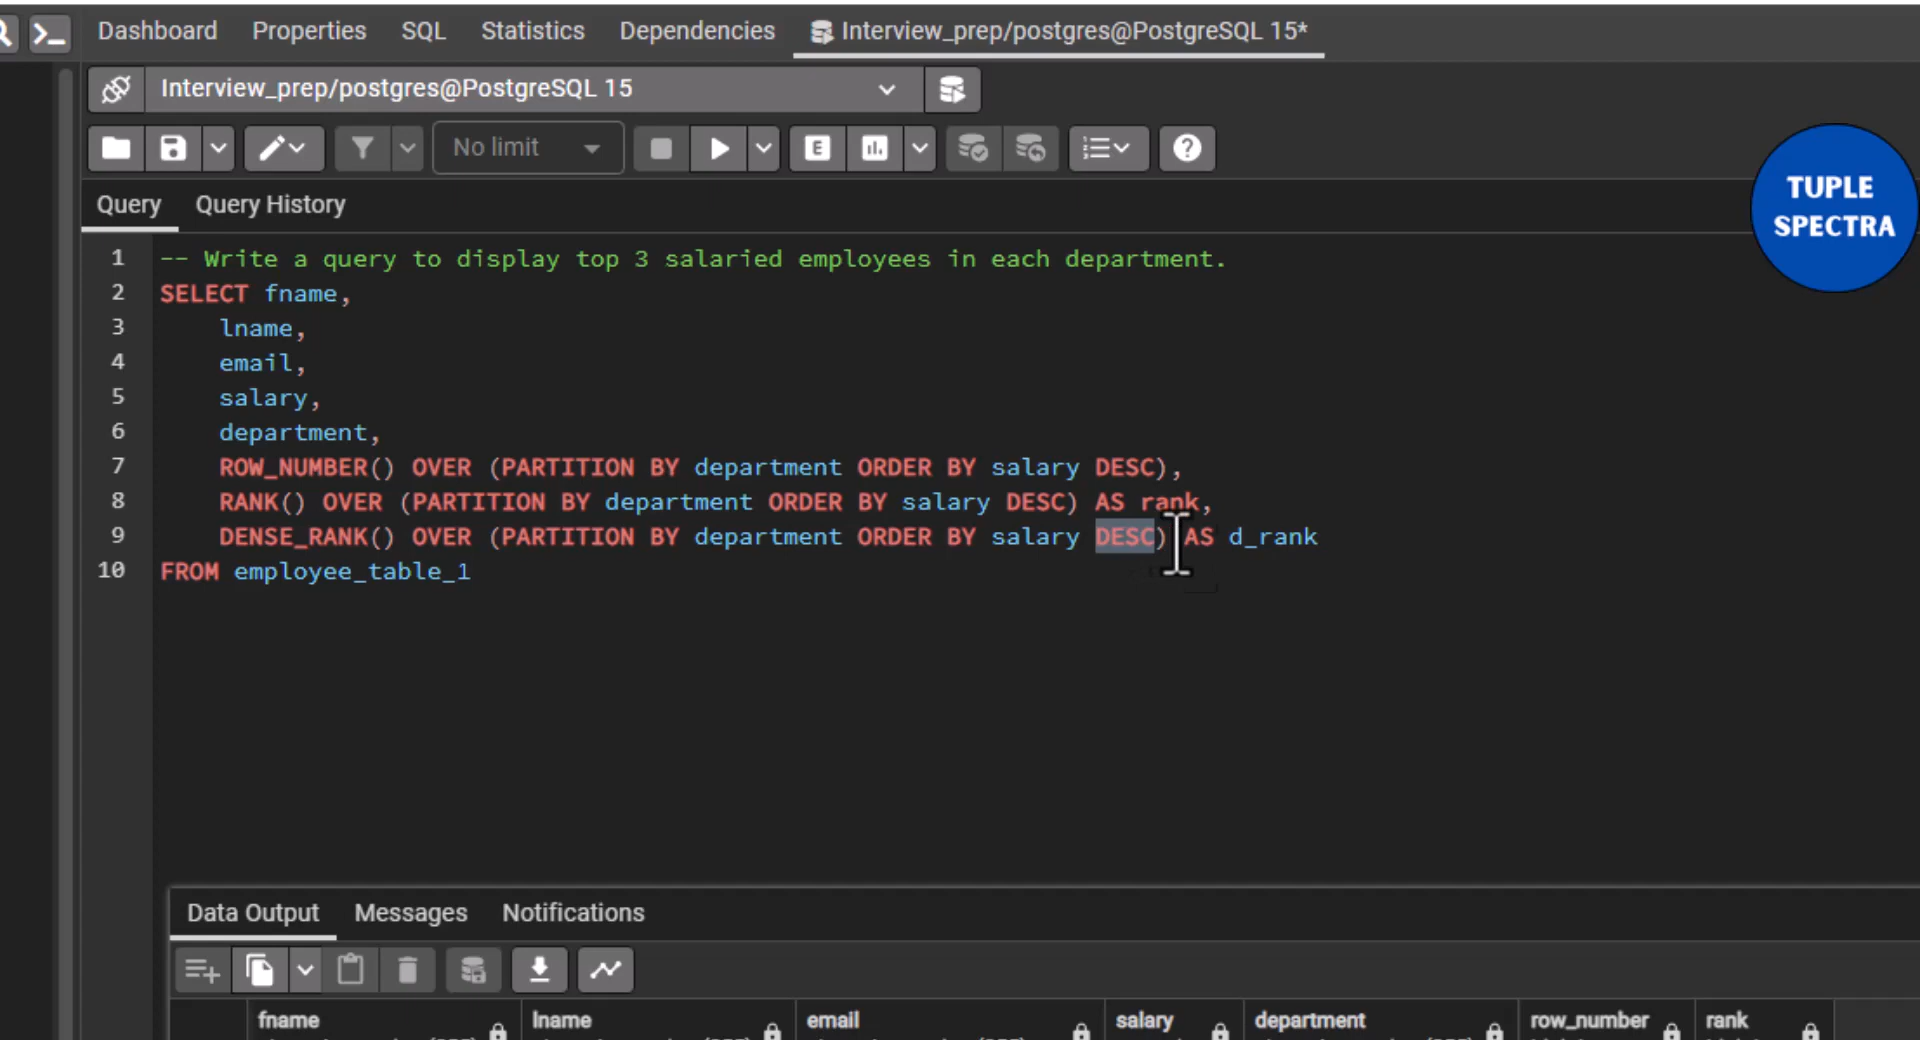 Dashboard Properties SQL Statistics Dependencies Interview_prep/postgres@PostgreSQL 15*
Interview_prep/postgres@PostgreSQL 15
No limit E
TUPLE
SPECTRA
Query Query History
1 -- Write a query to display top 3 salaried employees in each department.
2 SELECT fname,
3 lname,
4 email,
5 salary,
6 department,
7 ROW_NUMBER() OVER (PARTITION BY department ORDER BY salary DESC),
8 RANK() OVER (PARTITION BY department ORDER BY salary DESC) AS rank,
9 DENSE_RANK() OVER (PARTITION BY department ORDER BY salary DESC) AS d_rank
10 FROM employee_table_1
Data Output Messages Notifications
fname lname email salary department row_number rank